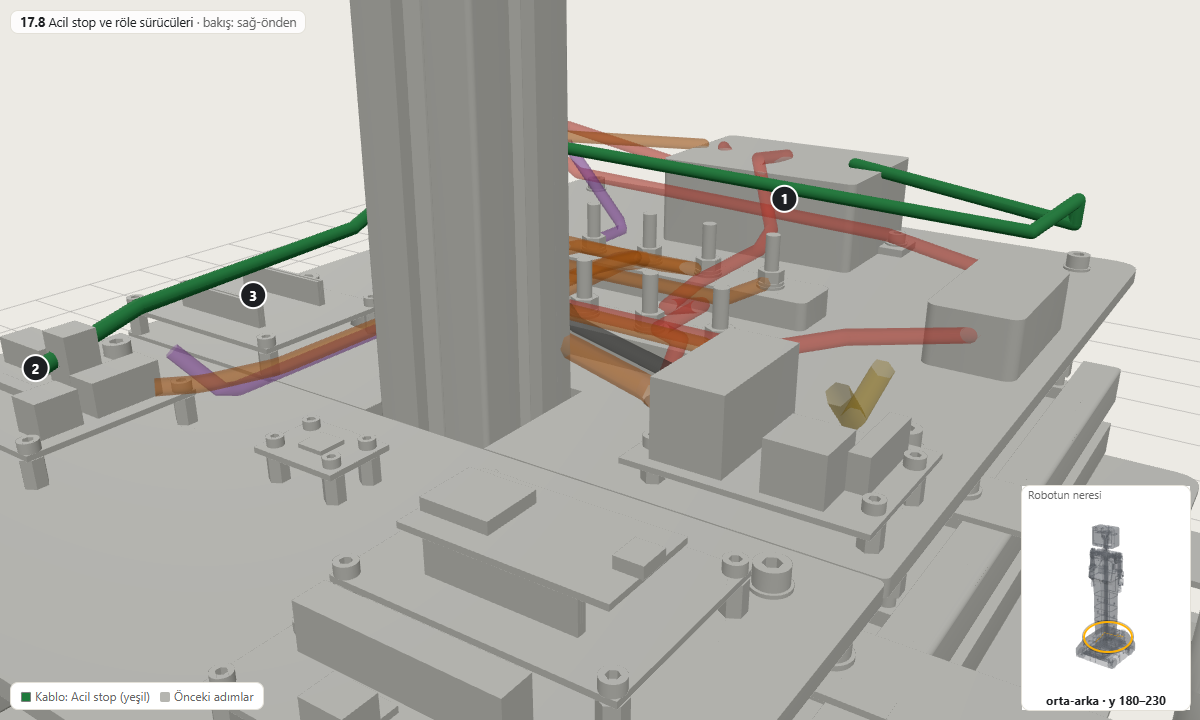 17.8 Acil stop ve röle sürücüleri · bakış: sağ-önden
1
3
2
Robotun neresi
orta-arka · y 180–230
Kablo: Acil stop (yeşil) Önceki adımlar